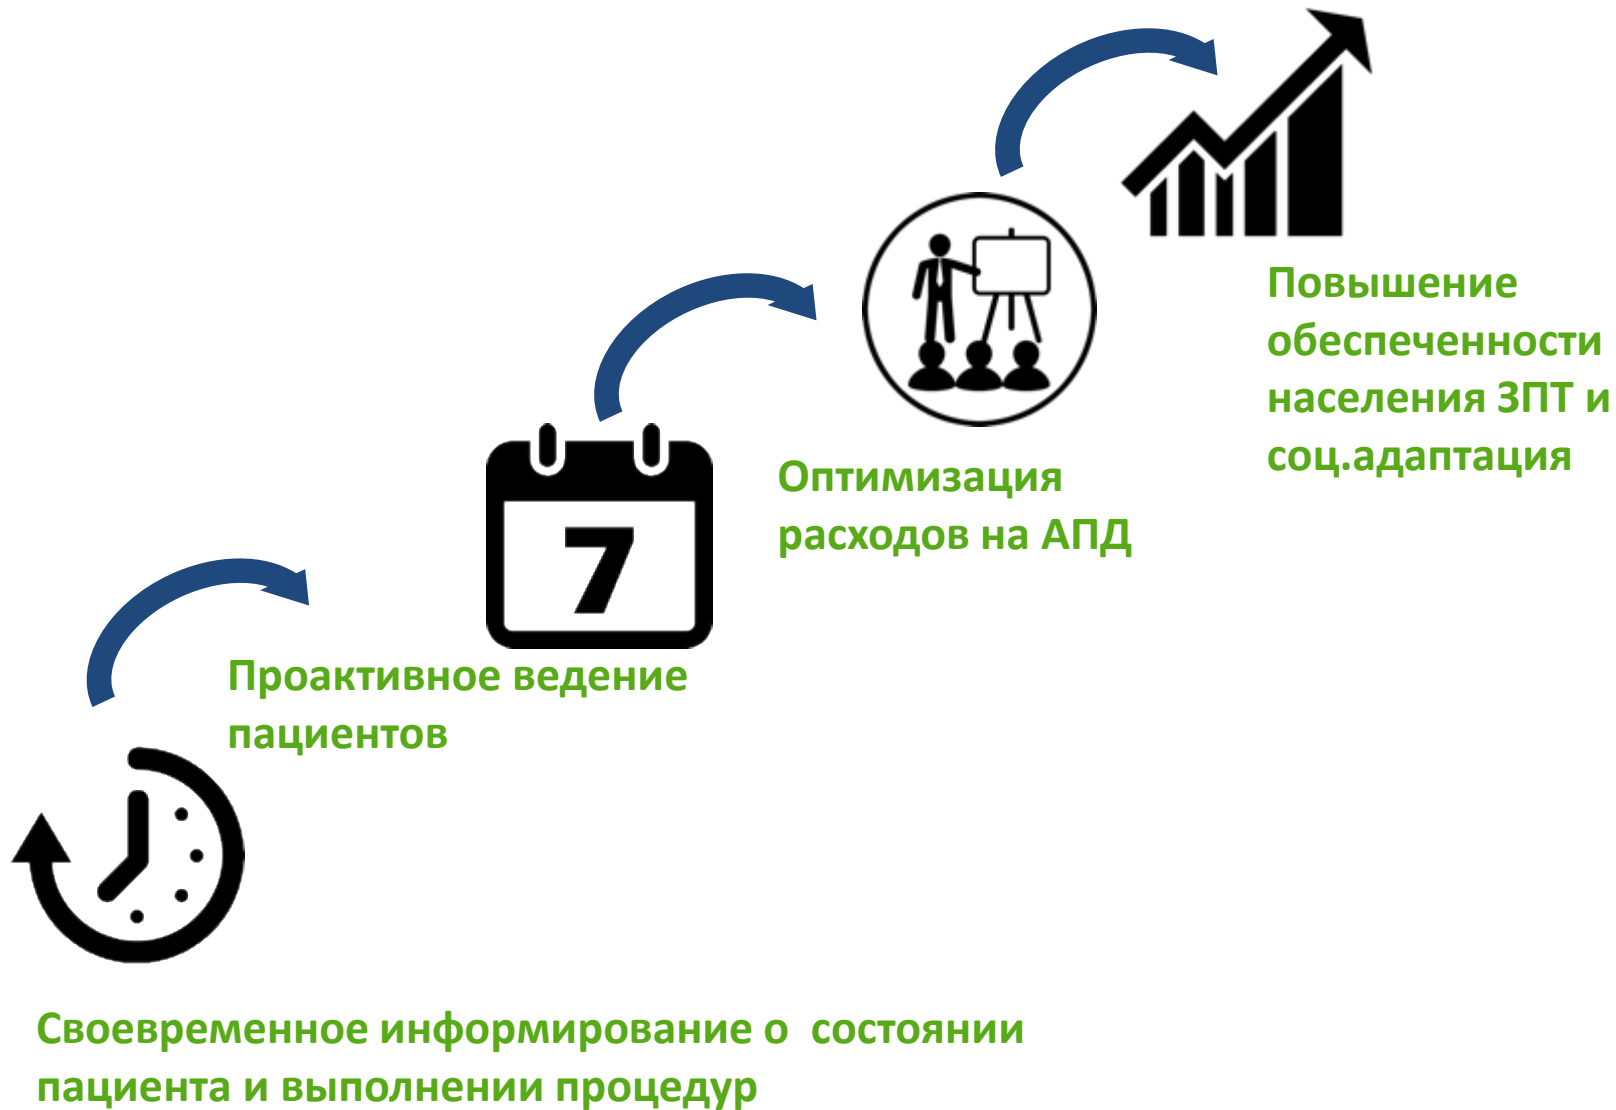 Повышение
обеспеченности
населения ЗПТ и
соц.адаптация
Оптимизация
расходов на АПД
7
Проактивное ведение
пациентов
Своевременное информирование о состоянии
пациента и выполнении процедур